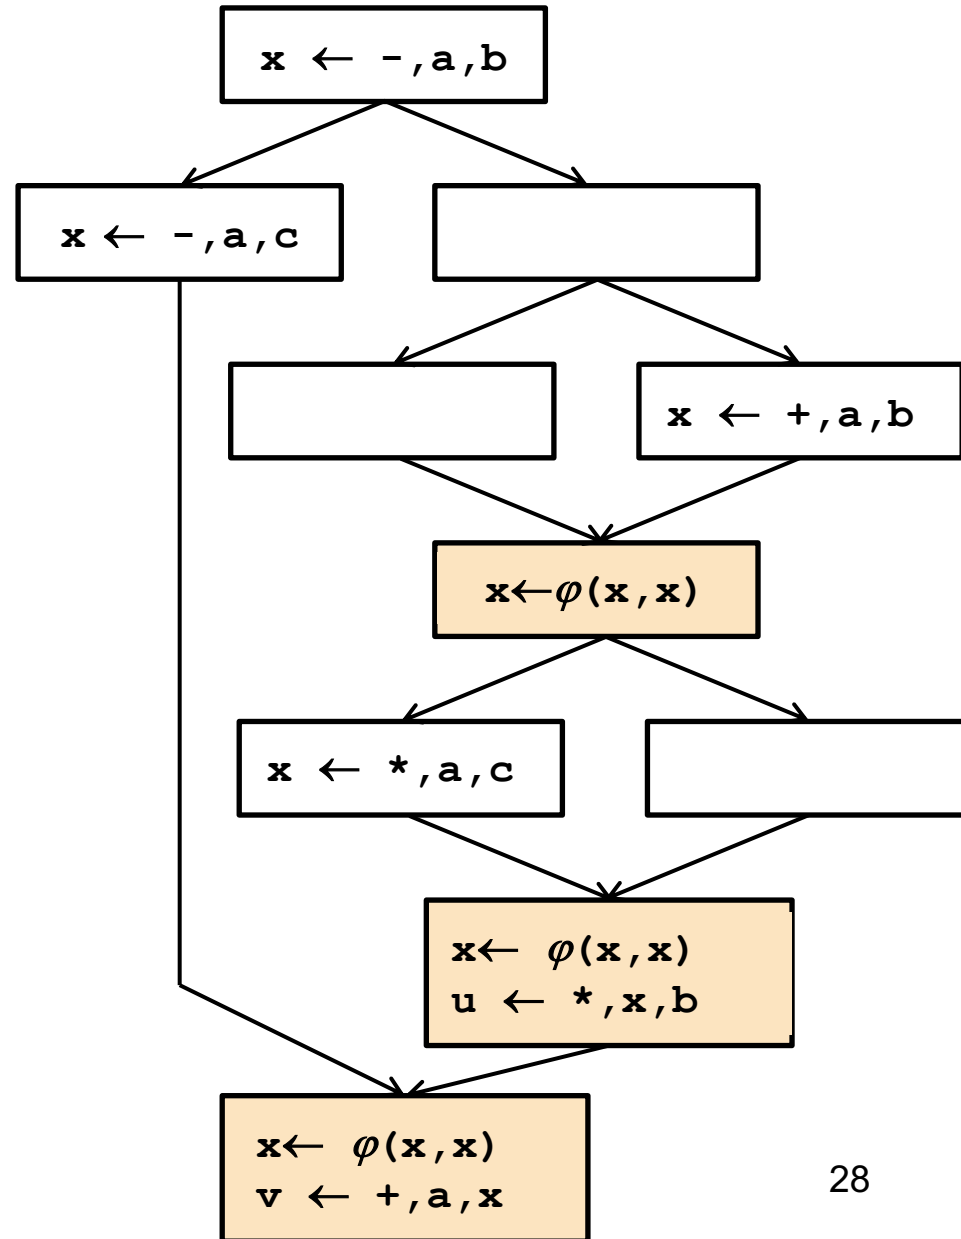 x ← -,a,b
x ← -,a,c
x ← +,a,b
x←φ(x,x)
x ← *,a,c
x← φ(x,x)
u ← *,x,b
x← φ(x,x)
v ← +,a,x
28